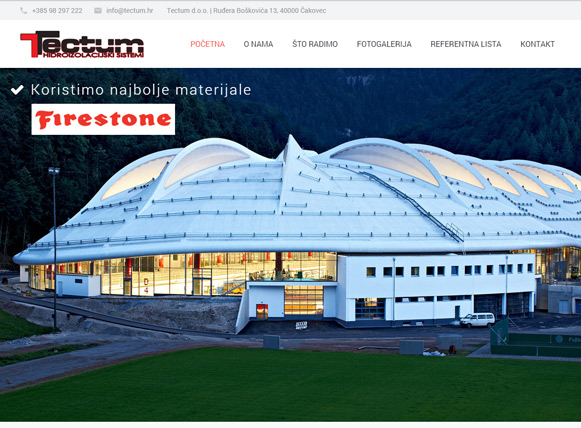 +385 98 297 222 info@tectum.hr Tectum d.o.o. | Ruđera Boškovića 13, 40000 Čakovec
Tectum
HIDROIZOLACIJSKI SISTEMI
POČETNA O NAMA ŠTO RADIMO FOTOGALERIJA REFERENTNA LISTA KONTAKT
Koristimo najbolje materijale
Firestone